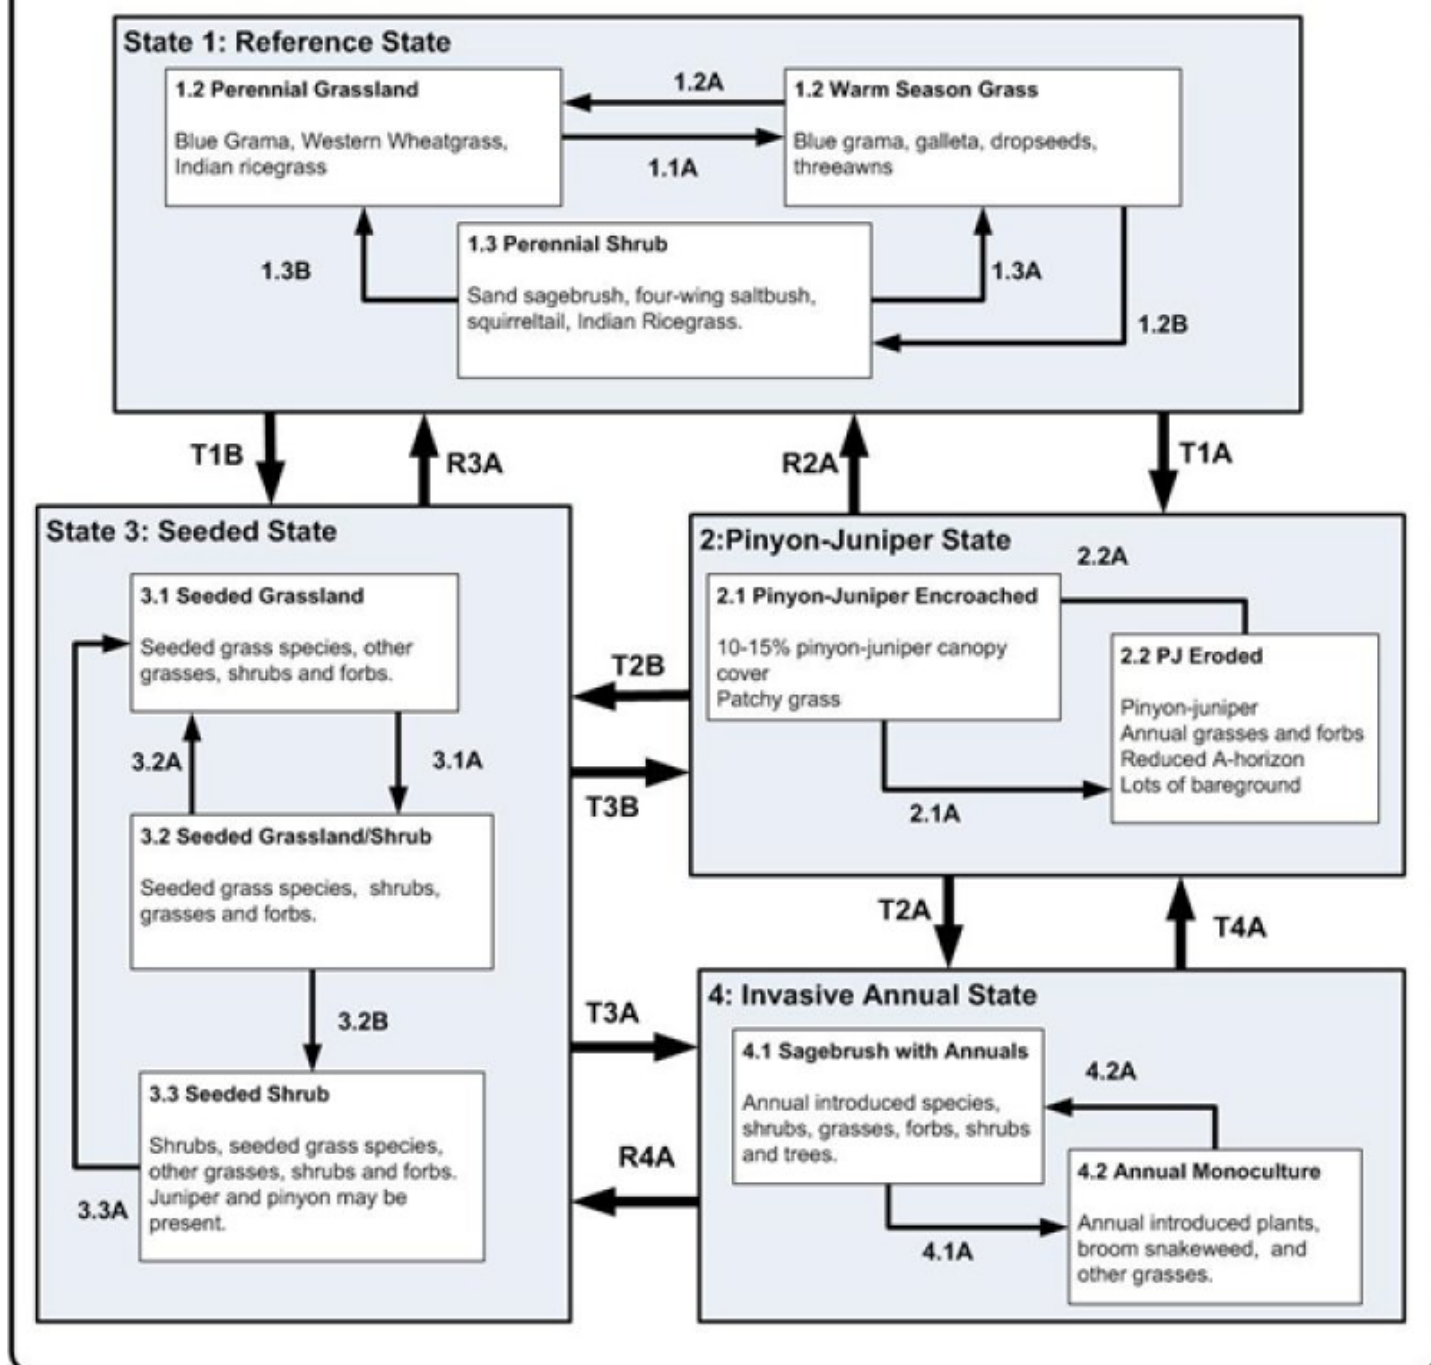 State 1: Reference State
1.2 Perennial Grassland
Blue Grama, Western Wheatgrass,
Indian ricegrass
1.2A
1.1A
1.2 Warm Season Grass
Blue grama, galleta, dropseeds,
threeawns
1.3B
1.3 Perennial Shrub
Sand sagebrush, four-wing saltbush,
squirreltail, Indian Ricegrass.
1.3A
1.2B
T1B
R3A
R2A
T1A
State 3: Seeded State
3.1 Seeded Grassland
Seeded grass species, other
grasses, shrubs and forbs.
3.2A
3.1A
3.2 Seeded Grassland/Shrub
Seeded grass species,  shrubs,
grasses and forbs.
3.2B
3.3 Seeded Shrub
Shrubs, seeded grass species,
other grasses, shrubs and forbs.
Juniper and pinyon may be
present.
3.3A
T2B
T3B
2:Pinyon-Juniper State
2.2A
2.1 Pinyon-Juniper Encroached
10-15% pinyon-juniper canopy
cover
Patchy grass
2.2 PJ Eroded
Pinyon-juniper
Annual grasses and forbs
Reduced A-horizon
Lots of bareground
2.1A
T2A
T4A
T3A
R4A
4: Invasive Annual State
4.1 Sagebrush with Annuals
Annual introduced species,
shrubs, grasses, forbs, shrubs
and trees.
4.2A
4.2 Annual Monoculture
Annual introduced plants,
broom snakeweed,  and
other grasses.
4.1A